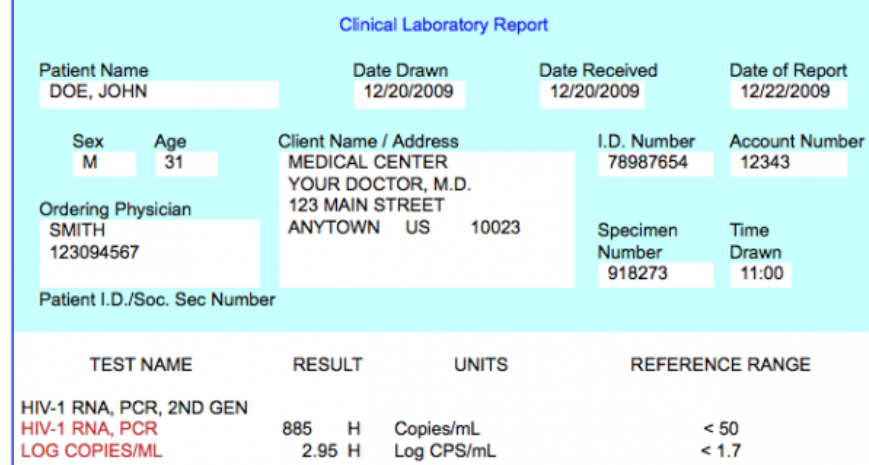 Clinical Laboratory Report
Patient Name Date Drawn Date Received Date of Report
DOE, JOHN 12/20/2009 12/20/2009 12/22/2009
Sex Age Client Name / Address I.D. Number Account Number
M 31 MEDICAL CENTER 78987654 12343
YOUR DOCTOR, M.D.
Ordering Physician 123 MAIN STREET
SMITH ANYTOWN US 10023 Specimen Time
123094567 Number Drawn
918273 11:00
Patient I.D./Soc. Sec Number
TEST NAME RESULT UNITS REFERENCE RANGE
HIV-1 RNA, PCR, 2ND GEN
HIV-1 RNA, PCR 885 H Copies/mL < 50
LOG COPIES/ML 2.95 H Log CPS/mL < 1.7